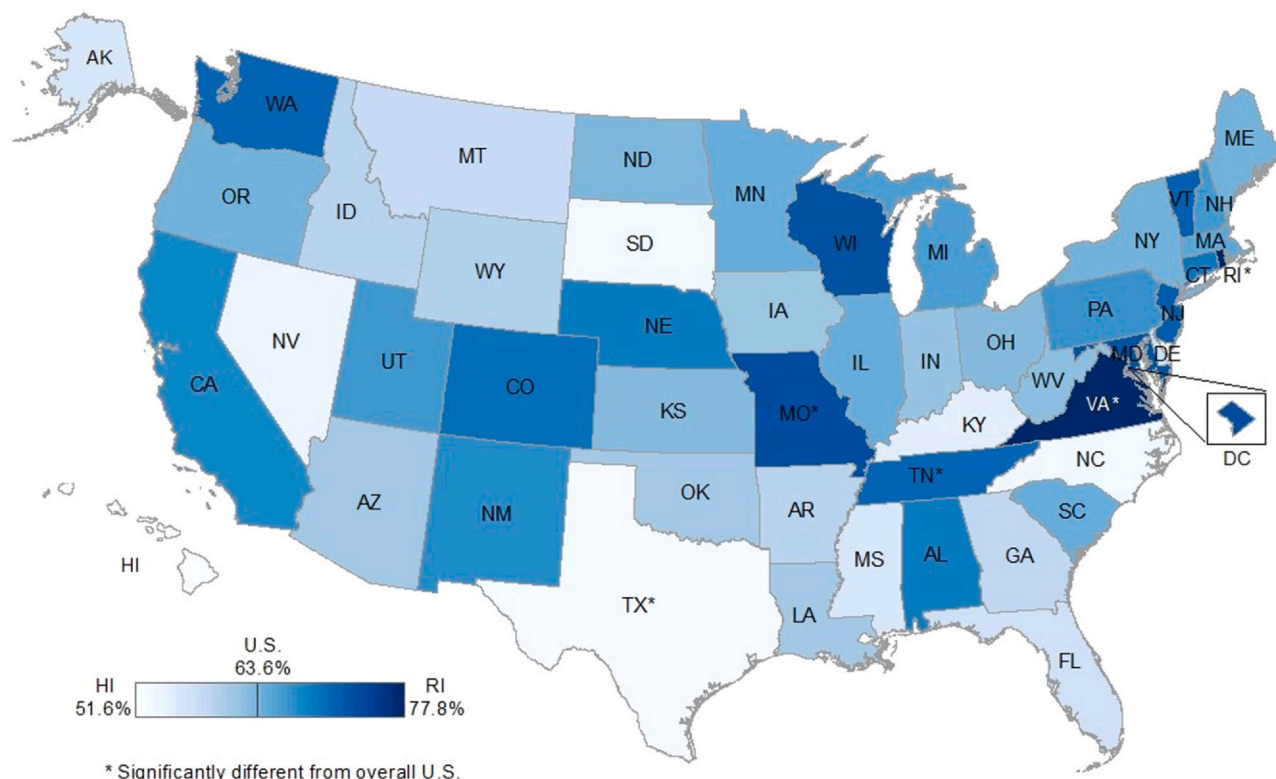 AK
WA
ME
MT
ND
VT
NH
MN
OR
ID
NY
MA
WI
SD
MI
CT
RI*
WY
PA
IA
NJ
NE
NV
OH
MD
DE
UT
IL
IN
CA
CO
WV
VA*
KS
MO*
KY
DC
NC
TN*
OK
AZ
NM
AR
SC
MS
AL
GA
HI
TX*
LA
FL
U.S.
63.6%
HI
RI
51.6%
77.8%
* Significantly different from overall U.S.